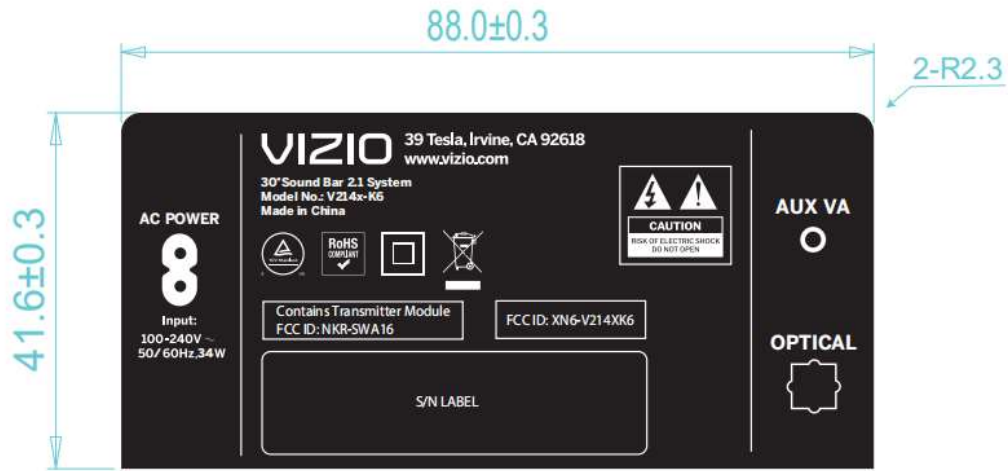 88.0±0.3
2-R2.3
41.6±0.3
AC POWER
Input:
100-240V ~
50/60Hz,34W
VIZIO
39 Tesla, Irvine, CA 92618
www.vizio.com
30"Sound Bar 2.1 System
Model No.: V214x-K6
Made in China
RoHS
COMPLIANT
CAUTION
RISK OF ELECTRIC SHOCK
DO NOT OPEN
Contains Transmitter Module
FCC ID: NKR-SWA16
FCC ID: XN6-V214XK6
S/N LABEL
AUX VA
OPTICAL